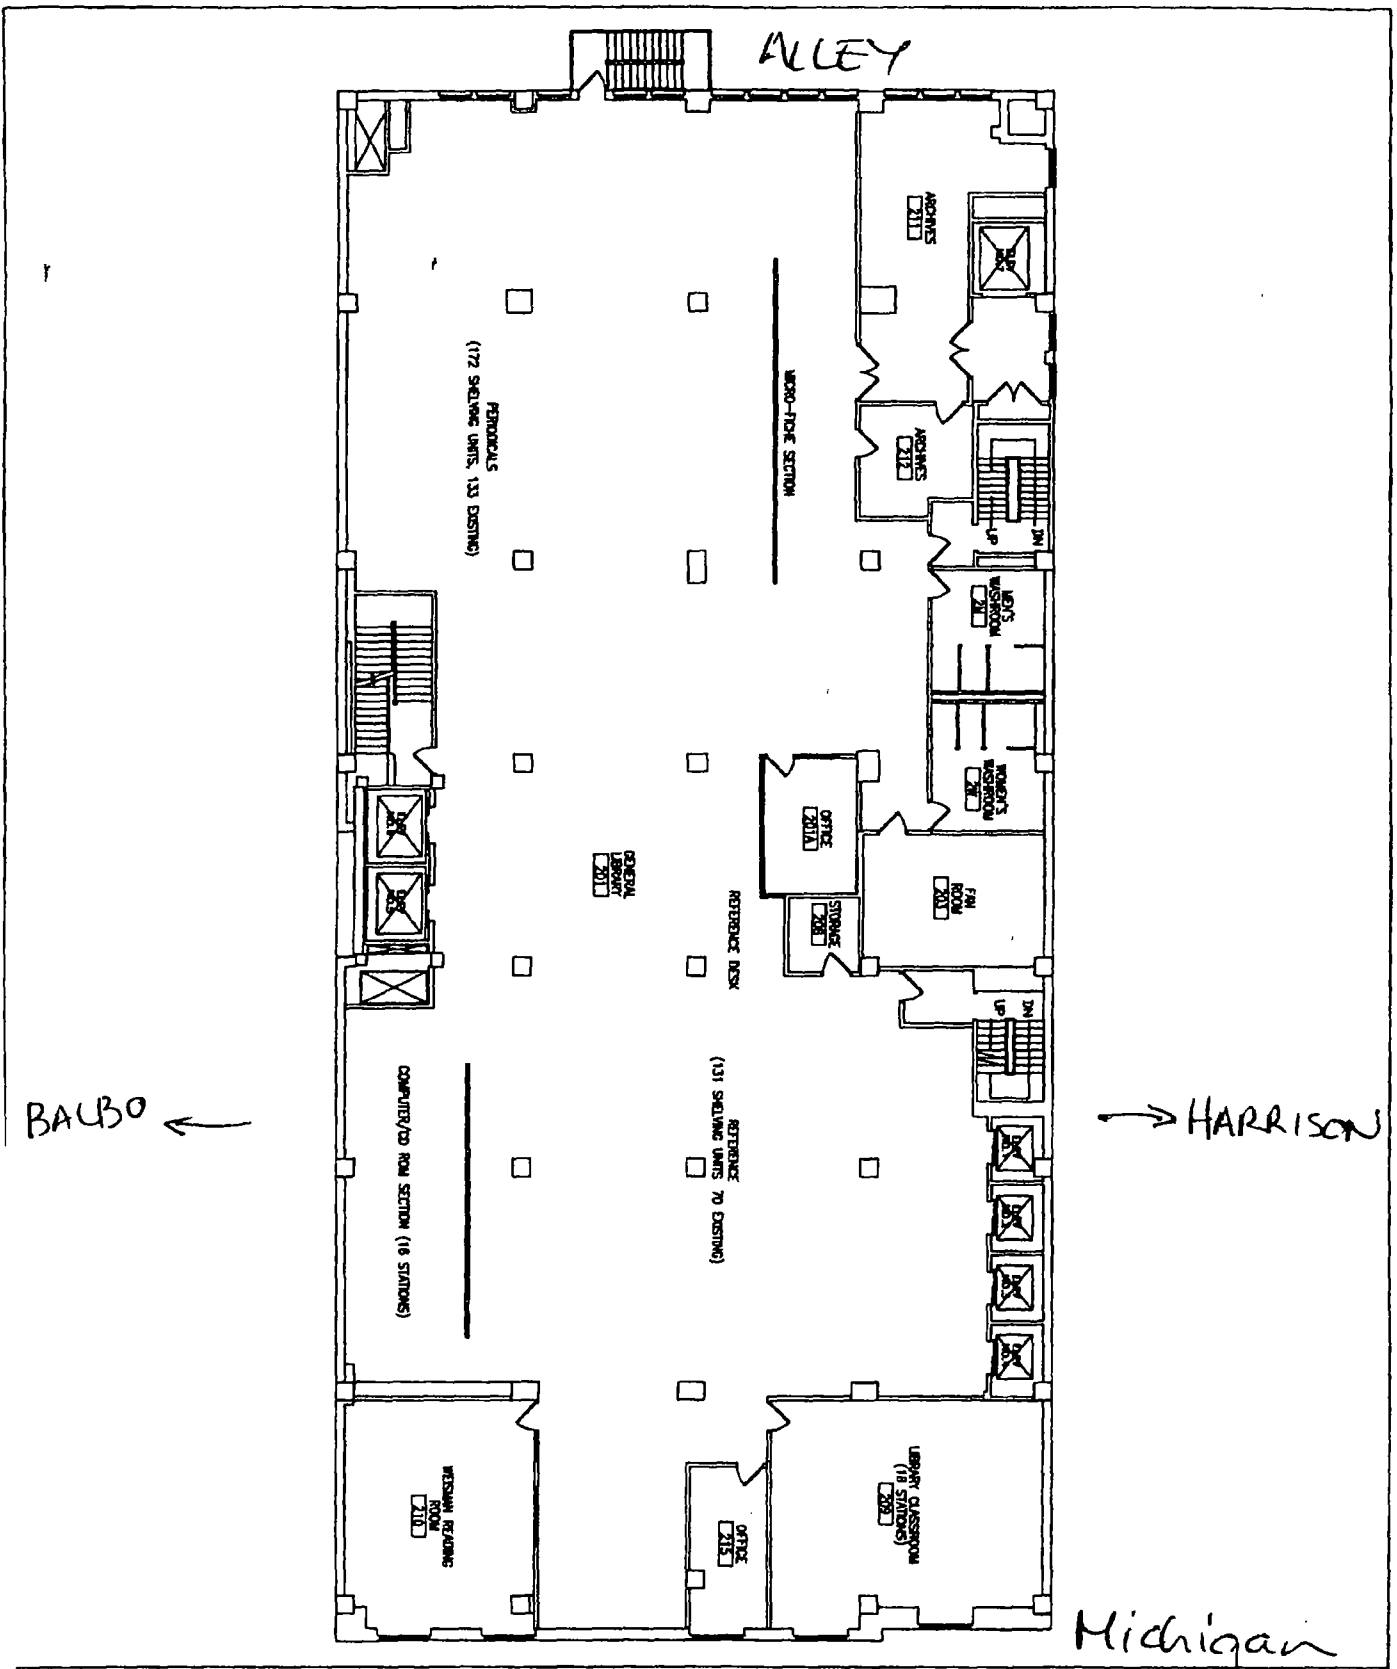 ALLEY
ARCHIVES
211
MICRO-FICHE SECTION
PERIODICALS
(172 SHELVING UNITS, 133 EXISTING)
ARCHIVES
212
UP
DN
MEN'S
WASHROOM
2M
WOMEN'S
WASHROOM
2W
OFFICE
201A
GENERAL
LIBRARY
201
FAN
ROOM
203
STORAGE
208
REFERENCE DESK
UP
DN
REFERENCE
(131 SHELVING UNITS 70 EXISTING)
COMPUTER/CD ROM SECTION (16 STATIONS)
BALBO
HARRISON
LIBRARY CLASSROOM
(18 STATIONS)
209
WEISMAN READING
ROOM
210
OFFICE
215
Michigan